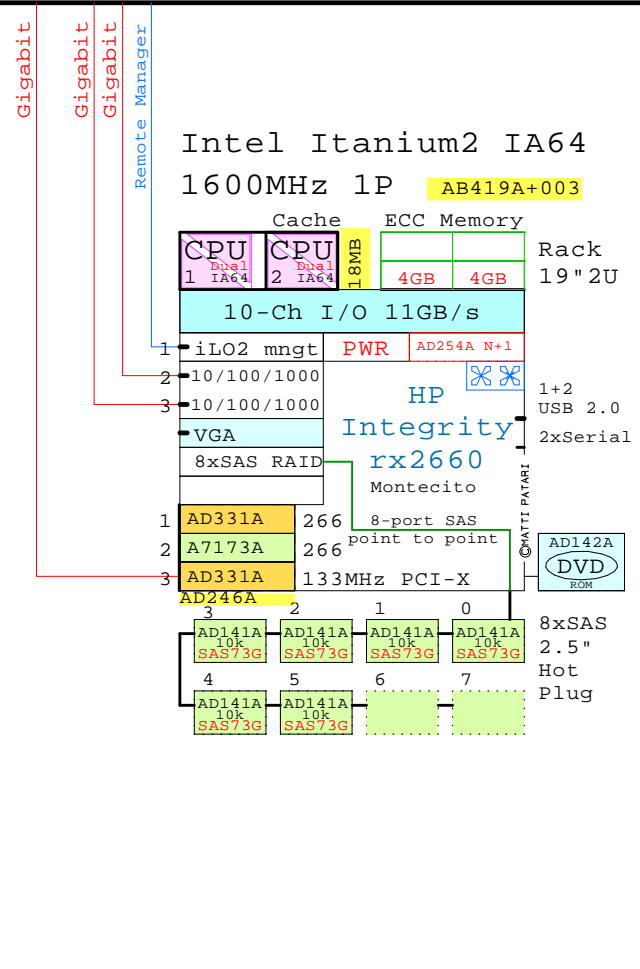 Gigabit
Gigabit
Gigabit
Remote Manager
Intel Itanium2 IA64
1600MHz 1P
AB419A+003
Cache
ECC Memory
CPU
Dual
1 IA64
CPU
Dual
2 IA64
18MB
4GB
4GB
Rack
19"2U
10-Ch I/O 11GB/s
1 iLO2 mngt
PWR
AD254A N+1
2 10/100/1000
3 10/100/1000
VGA
8xSAS RAID
HP
Integrity
rx2660
Montecito
1+2
USB 2.0
2xSerial
8-port SAS
point to point
©MATTI PATARI
1 AD331A 266
2 A7173A 266
3 AD331A 133MHz PCI-X
AD246A
AD142A
DVD
ROM
3
AD141A
10k
SAS73G
2
AD141A
10k
SAS73G
1
AD141A
10k
SAS73G
0
AD141A
10k
SAS73G
8xSAS
2.5"
Hot
Plug
4
AD141A
10k
SAS73G
5
AD141A
10k
SAS73G
6
7